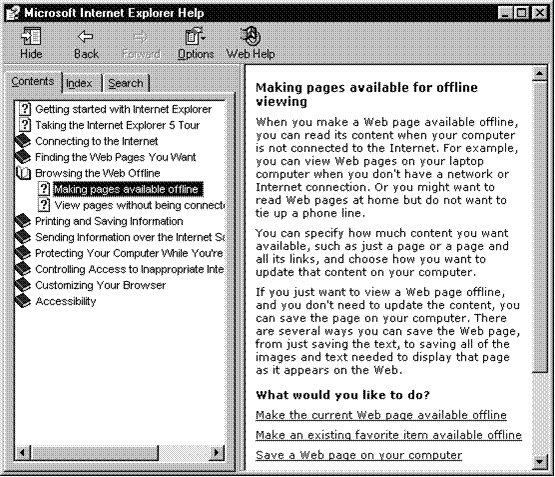 Microsoft Internet Explorer Help
Hide Back Forward Options Web Help
Contents Index Search
Getting started with Internet Explorer
Taking the Internet Explorer 5 Tour
Connecting to the Internet
Finding the Web Pages You Want
Browsing the Web Offline
Making pages available offline
View pages without being connect
Printing and Saving Information
Sending Information over the Internet S
Protecting Your Computer While You're
Controlling Access to Inappropriate Inte
Customizing Your Browser
Accessibility
Making pages available for offline
viewing
When you make a Web page available offline,
you can read its content when your computer
is not connected to the Internet. For example,
you can view Web pages on your laptop
computer when you don't have a network or
Internet connection. Or you might want to
read Web pages at home but do not want to
tie up a phone line.
You can specify how much content you want
available, such as just a page or a page and
all its links, and choose how you want to
update that content on your computer.
If you just want to view a Web page offline,
and you don't need to update the content, you
can save the page on your computer. There
are several ways you can save the Web page,
from just saving the text, to saving all of the
images and text needed to display that page
as it appears on the Web.
What would you like to do?
Make the current Web page available offline
Make an existing favorite item available offline
Save a Web page on your computer